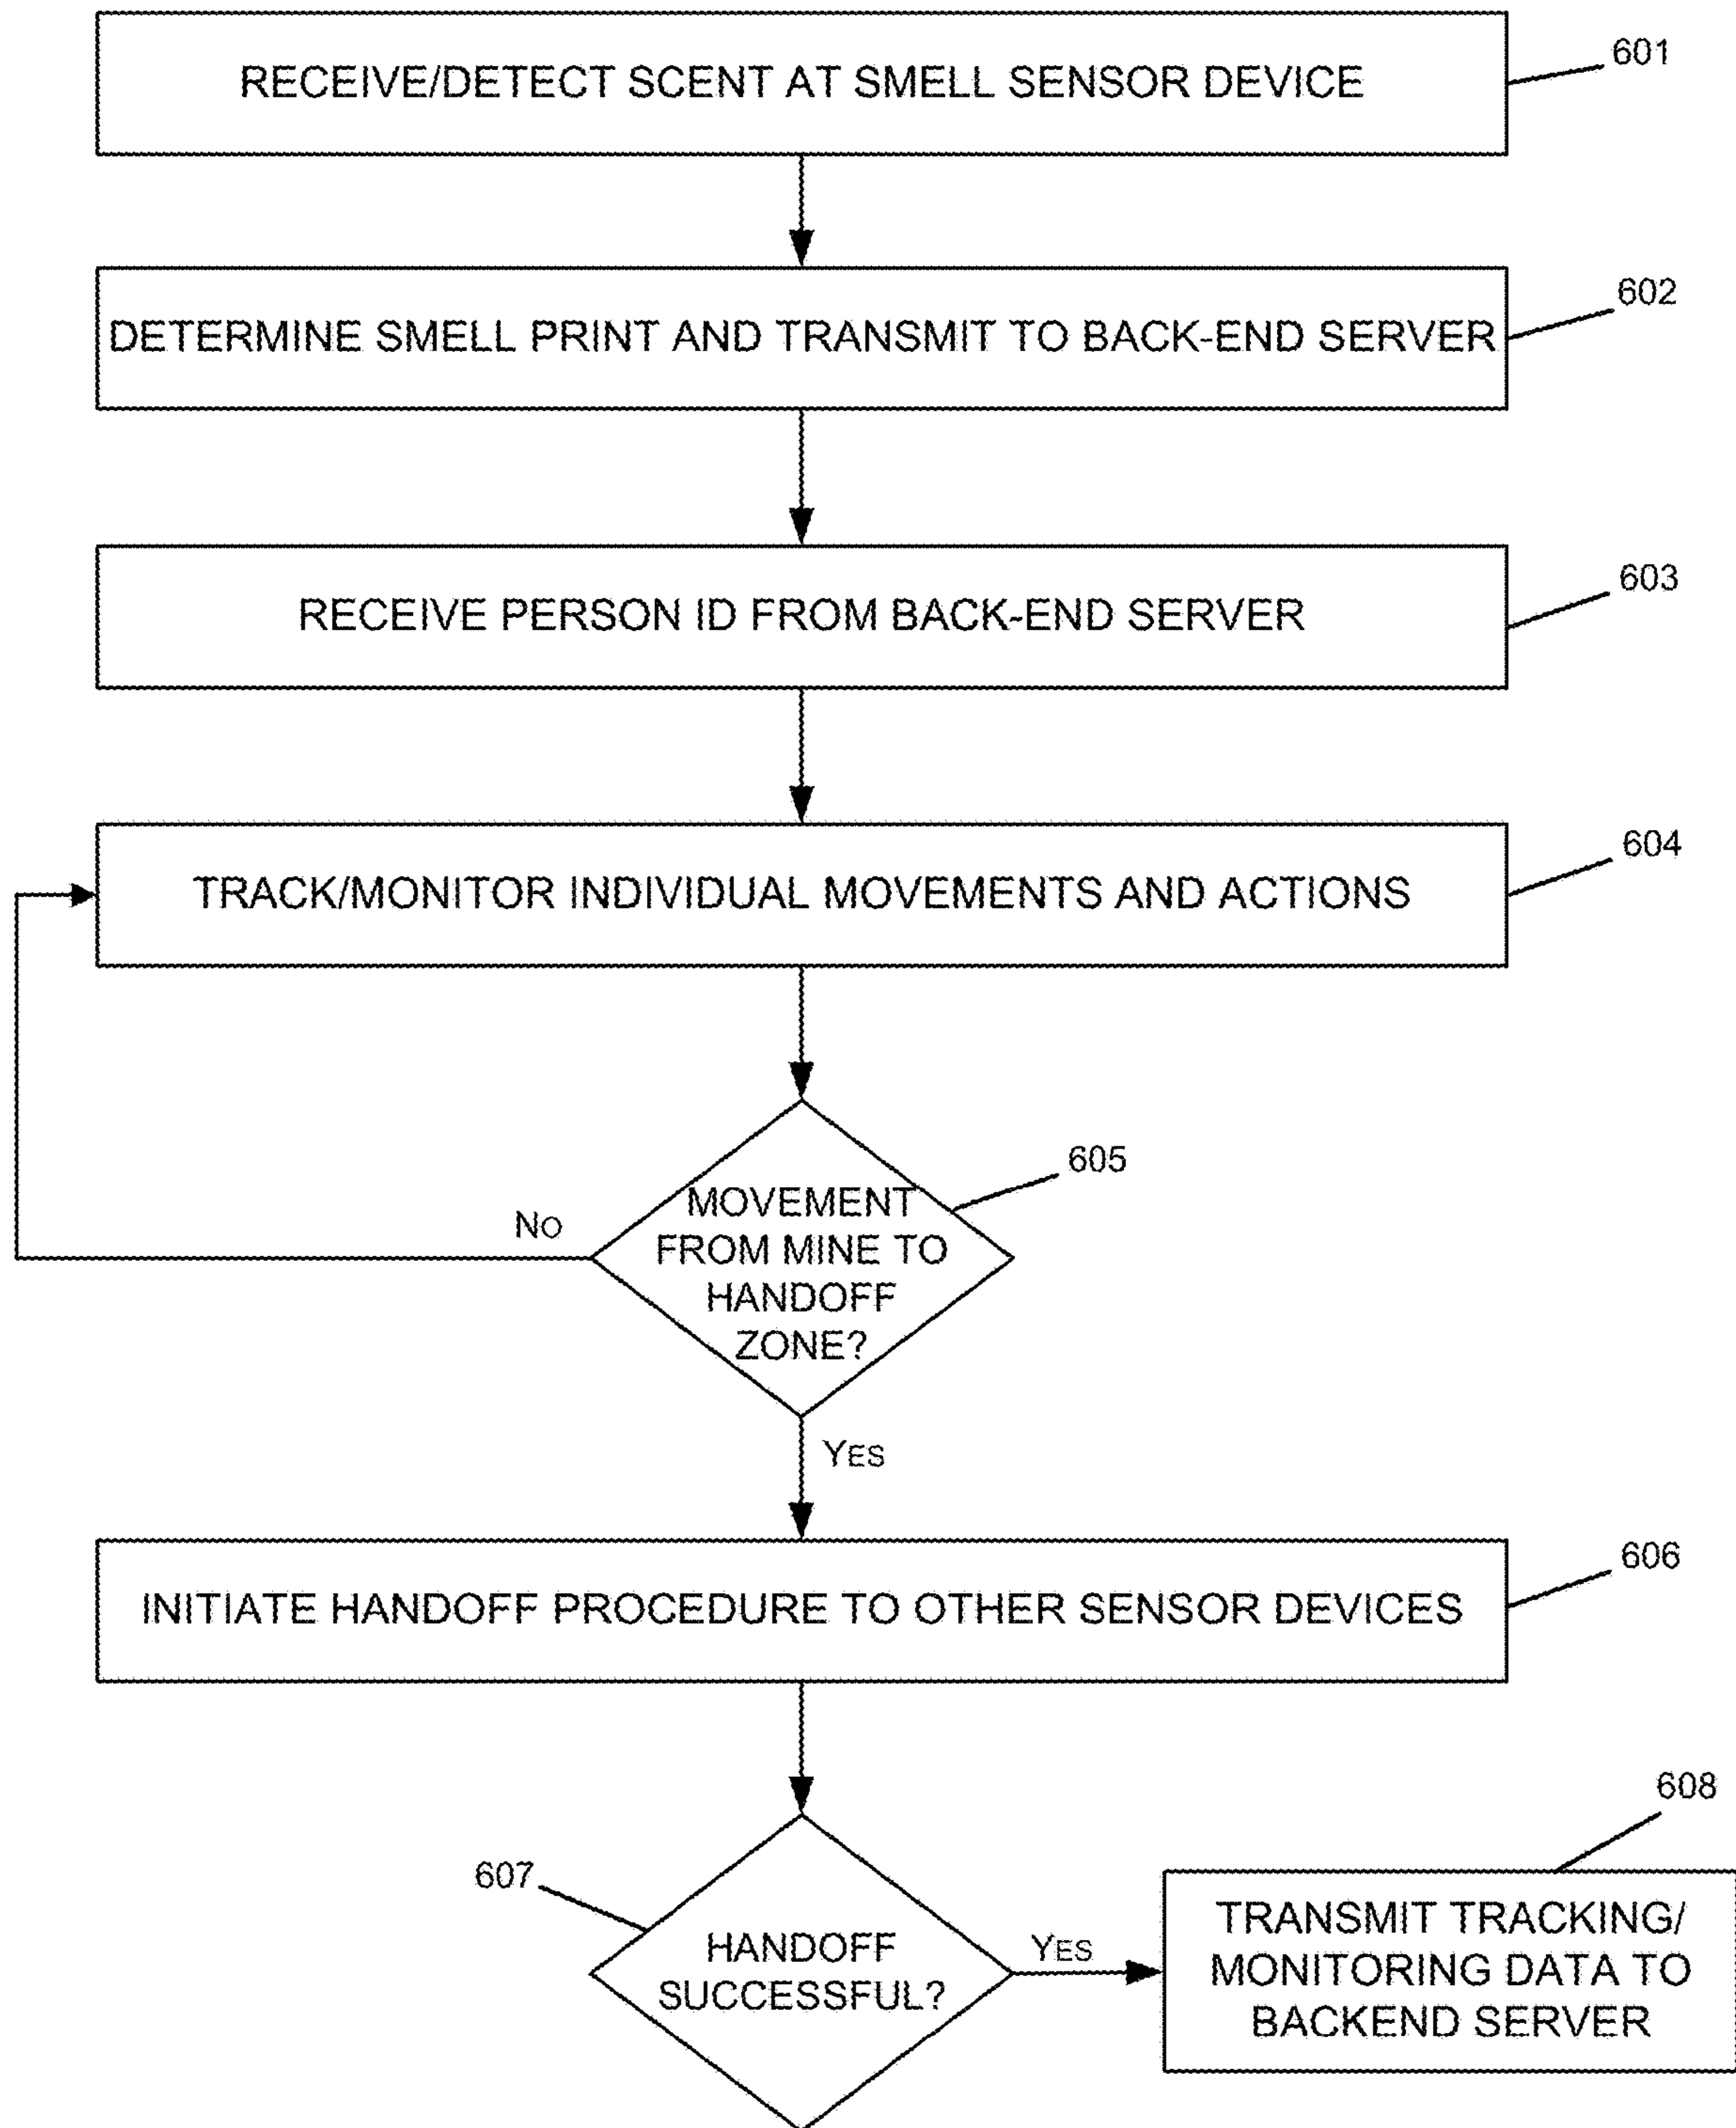 RECEIVE/DETECT SCENT AT SMELL SENSOR DEVICE
601
DETERMINE SMELL PRINT AND TRANSMIT TO BACK-END SERVER
602
RECEIVE PERSON ID FROM BACK-END SERVER
603
TRACK/MONITOR INDIVIDUAL MOVEMENTS AND ACTIONS
604
605
MOVEMENT
FROM MINE TO
HANDOFF
ZONE?
NO
YES
INITIATE HANDOFF PROCEDURE TO OTHER SENSOR DEVICES
606
607
HANDOFF
SUCCESSFUL?
YES
608
TRANSMIT TRACKING/
MONITORING DATA TO
BACKEND SERVER